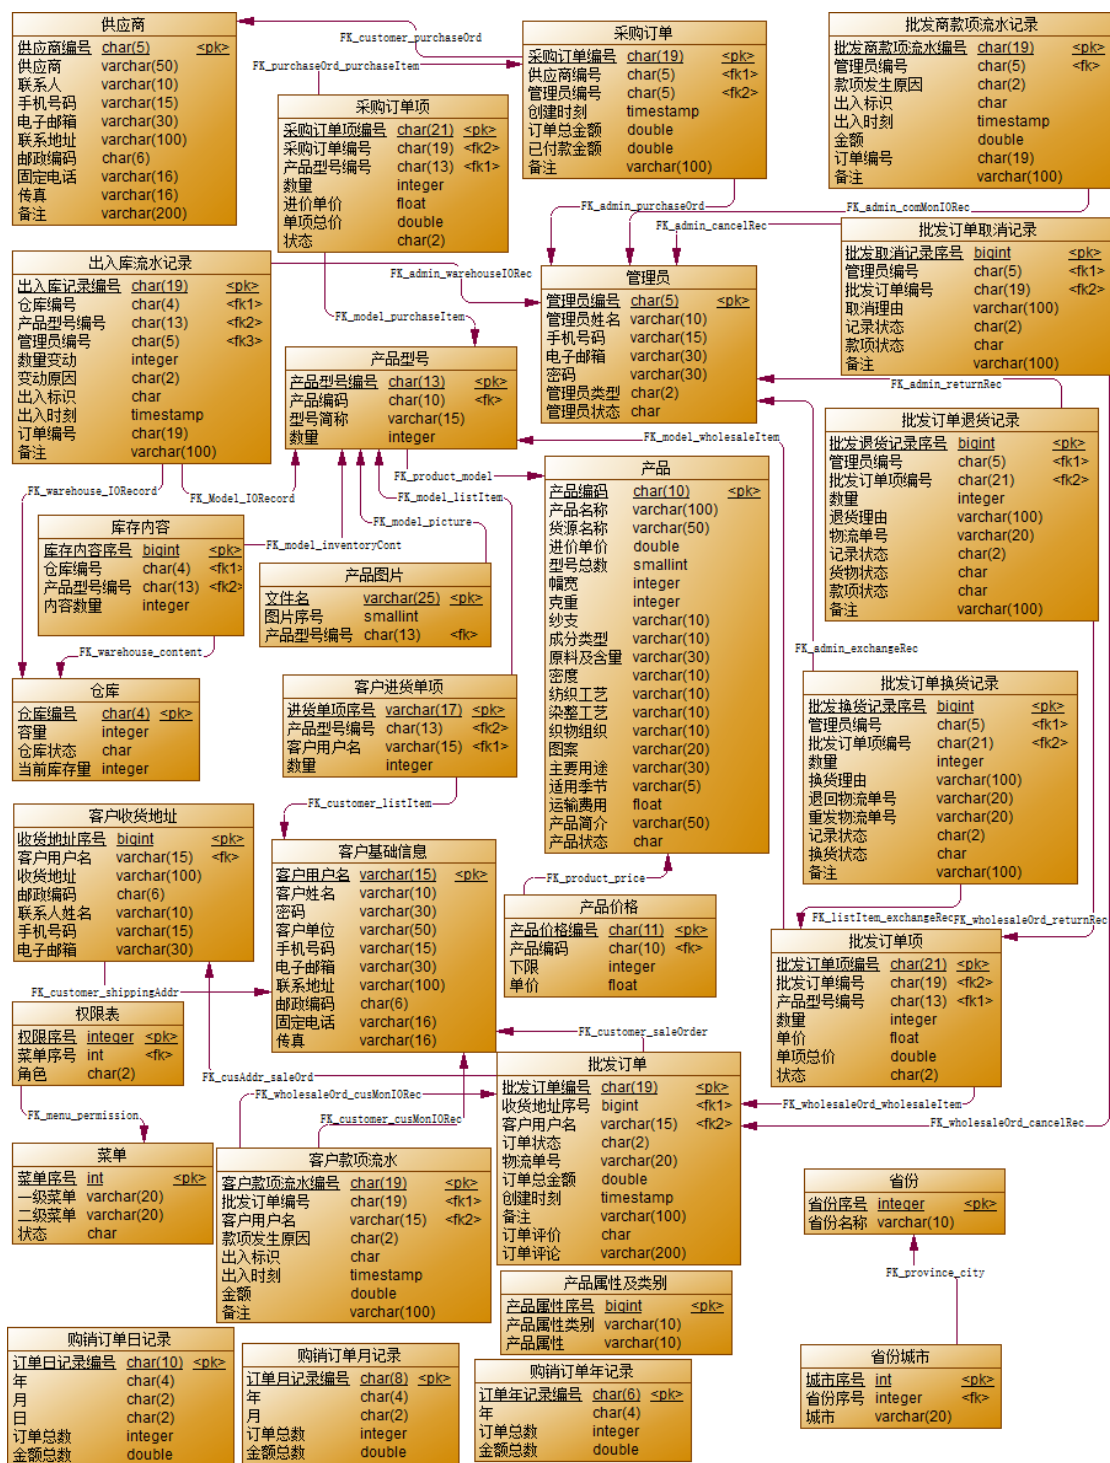 供应商
供应商编号 char(5) <pk>
供应商 varchar(50)
联系人 varchar(10)
手机号码 varchar(15)
电子邮箱 varchar(30)
联系地址 varchar(100)
邮政编码 char(6)
固定电话 varchar(16)
传真 varchar(16)
备注 varchar(200)
FK_customer_purchaseOrd
FK_purchaseOrd_purchaseItem
采购订单
采购订单编号 char(19) <pk>
供应商编号 char(5) <fk1>
管理员编号 char(5) <fk2>
创建时刻 timestamp
订单总金额 double
已付款金额 double
备注 varchar(100)
批发商款项流水记录
批发商款项流水编号 char(19) <pk>
管理员编号 char(5) <fk>
款项发生原因 char(2)
出入标识 char
出入时刻 timestamp
金额 double
订单编号 char(19)
备注 varchar(100)
采购订单项
采购订单项编号 char(21) <pk>
采购订单编号 char(19) <fk2>
产品型号编号 char(13) <fk1>
数量 integer
进价单价 float
单项总价 double
状态 char(2)
FK_admin_purchaseOrd
FK_admin_comMonIORec
FK_admin_cancelRec
出入库流水记录
出入库记录编号 char(19) <pk>
仓库编号 char(4) <fk1>
产品型号编号 char(13) <fk2>
管理员编号 char(5) <fk3>
数量变动 integer
变动原因 char(2)
出入标识 char
出入时刻 timestamp
订单编号 char(19)
备注 varchar(100)
FK_admin_warehouseIORec
FK_model_purchaseItem
管理员
管理员编号 char(5) <pk>
管理员姓名 varchar(10)
手机号码 varchar(15)
电子邮箱 varchar(30)
密码 varchar(30)
管理员类型 char(2)
管理员状态 char
批发订单取消记录
批发取消记录序号 bigint <pk>
管理员编号 char(5) <fk1>
批发订单编号 char(19) <fk2>
取消理由 varchar(100)
记录状态 char(2)
款项状态 char
备注 varchar(100)
FK_admin_returnRec
产品型号
产品型号编号 char(13) <pk>
产品编码 char(10) <fk>
型号简称 varchar(15)
数量 integer
FK_model_wholesaleItem
FK_product_model
FK_model_listItem
FK_model_picture
FK_model_inventoryCont
FK_warehouse_IORecord
FK_Model_IORecord
批发订单退货记录
批发退货记录序号 bigint <pk>
管理员编号 char(5) <fk1>
批发订单项编号 char(21) <fk2>
数量 integer
退货理由 varchar(100)
物流单号 varchar(20)
记录状态 char(2)
货物状态 char
款项状态 char
备注 varchar(100)
产品
产品编码 char(10) <pk>
产品名称 varchar(100)
货源名称 varchar(50)
进价单价 double
型号总数 smallint
幅宽 integer
克重 integer
纱支 varchar(10)
成分类型 varchar(10)
原料及含量 varchar(30)
密度 varchar(10)
纺织工艺 varchar(10)
染整工艺 varchar(10)
织物组织 varchar(10)
图案 varchar(20)
主要用途 varchar(30)
适用季节 varchar(5)
运输费用 float
产品简介 varchar(50)
产品状态 char
库存内容
库存内容序号 bigint <pk>
仓库编号 char(4) <fk1>
产品型号编号 char(13) <fk2>
内容数量 integer
产品图片
文件名 varchar(25) <pk>
图片序号 smallint
产品型号编号 char(13) <fk>
FK_warehouse_content
FK_admin_exchangeRec
仓库
仓库编号 char(4) <pk>
容量 integer
仓库状态 char
当前库存量 integer
客户进货单项
进货单项序号 varchar(17) <pk>
产品型号编号 char(13) <fk2>
客户用户名 varchar(15) <fk1>
数量 integer
批发订单换货记录
批发换货记录序号 bigint <pk>
管理员编号 char(5) <fk1>
批发订单项编号 char(21) <fk2>
数量 integer
换货理由 varchar(100)
退回物流单号 varchar(20)
重发物流单号 varchar(20)
记录状态 char(2)
换货状态 char
备注 varchar(100)
FK_customer_listItem
客户收货地址
收货地址序号 bigint <pk>
客户用户名 varchar(15) <fk>
收货地址 varchar(100)
邮政编码 char(6)
联系人姓名 varchar(10)
手机号码 varchar(15)
电子邮箱 varchar(30)
客户基础信息
客户用户名 varchar(15) <pk>
客户姓名 varchar(10)
密码 varchar(30)
客户单位 varchar(50)
手机号码 varchar(15)
电子邮箱 varchar(30)
联系地址 varchar(100)
邮政编码 char(6)
固定电话 varchar(16)
传真 varchar(16)
FK_product_price
产品价格
产品价格编号 char(11) <pk>
产品编码 char(10) <fk>
下限 integer
单价 float
FK_listItem_exchangeRec
FK_wholesaleOrd_returnRec
批发订单项
批发订单项编号 char(21) <pk>
批发订单编号 char(19) <fk2>
产品型号编号 char(13) <fk1>
数量 integer
单价 float
单项总价 double
状态 char(2)
FK_customer_shippingAddr
权限表
权限序号 integer <pk>
菜单序号 int <fk>
角色 char(2)
FK_customer_saleOrder
FK_cusAddr_saleOrd
FK_wholesaleOrd_cusMonIORec
FK_customer_cusMonIORec
FK_menu_permission
FK_wholesaleOrd_wholesaleItem
FK_wholesaleOrd_cancelRec
批发订单
批发订单编号 char(19) <pk>
收货地址序号 bigint <fk1>
客户用户名 varchar(15) <fk2>
订单状态 char(2)
物流单号 varchar(20)
订单总金额 double
创建时刻 timestamp
备注 varchar(100)
订单评价 char
订单评论 varchar(200)
菜单
菜单序号 int <pk>
一级菜单 varchar(20)
二级菜单 varchar(20)
状态 char
客户款项流水
客户款项流水编号 char(19) <pk>
批发订单编号 char(19) <fk1>
客户用户名 varchar(15) <fk2>
款项发生原因 char(2)
出入标识 char
出入时刻 timestamp
金额 double
备注 varchar(100)
省份
省份序号 integer <pk>
省份名称 varchar(10)
FK_province_city
产品属性及类别
产品属性序号 bigint <pk>
产品属性类别 varchar(10)
产品属性 varchar(10)
购销订单日记录
订单日记录编号 char(10) <pk>
年 char(4)
月 char(2)
日 char(2)
订单总数 integer
金额总数 double
购销订单月记录
订单月记录编号 char(8) <pk>
年 char(4)
月 char(2)
订单总数 integer
金额总数 double
购销订单年记录
订单年记录编号 char(6) <pk>
年 char(4)
订单总数 integer
金额总数 double
省份城市
城市序号 int <pk>
省份序号 integer <fk>
城市 varchar(20)